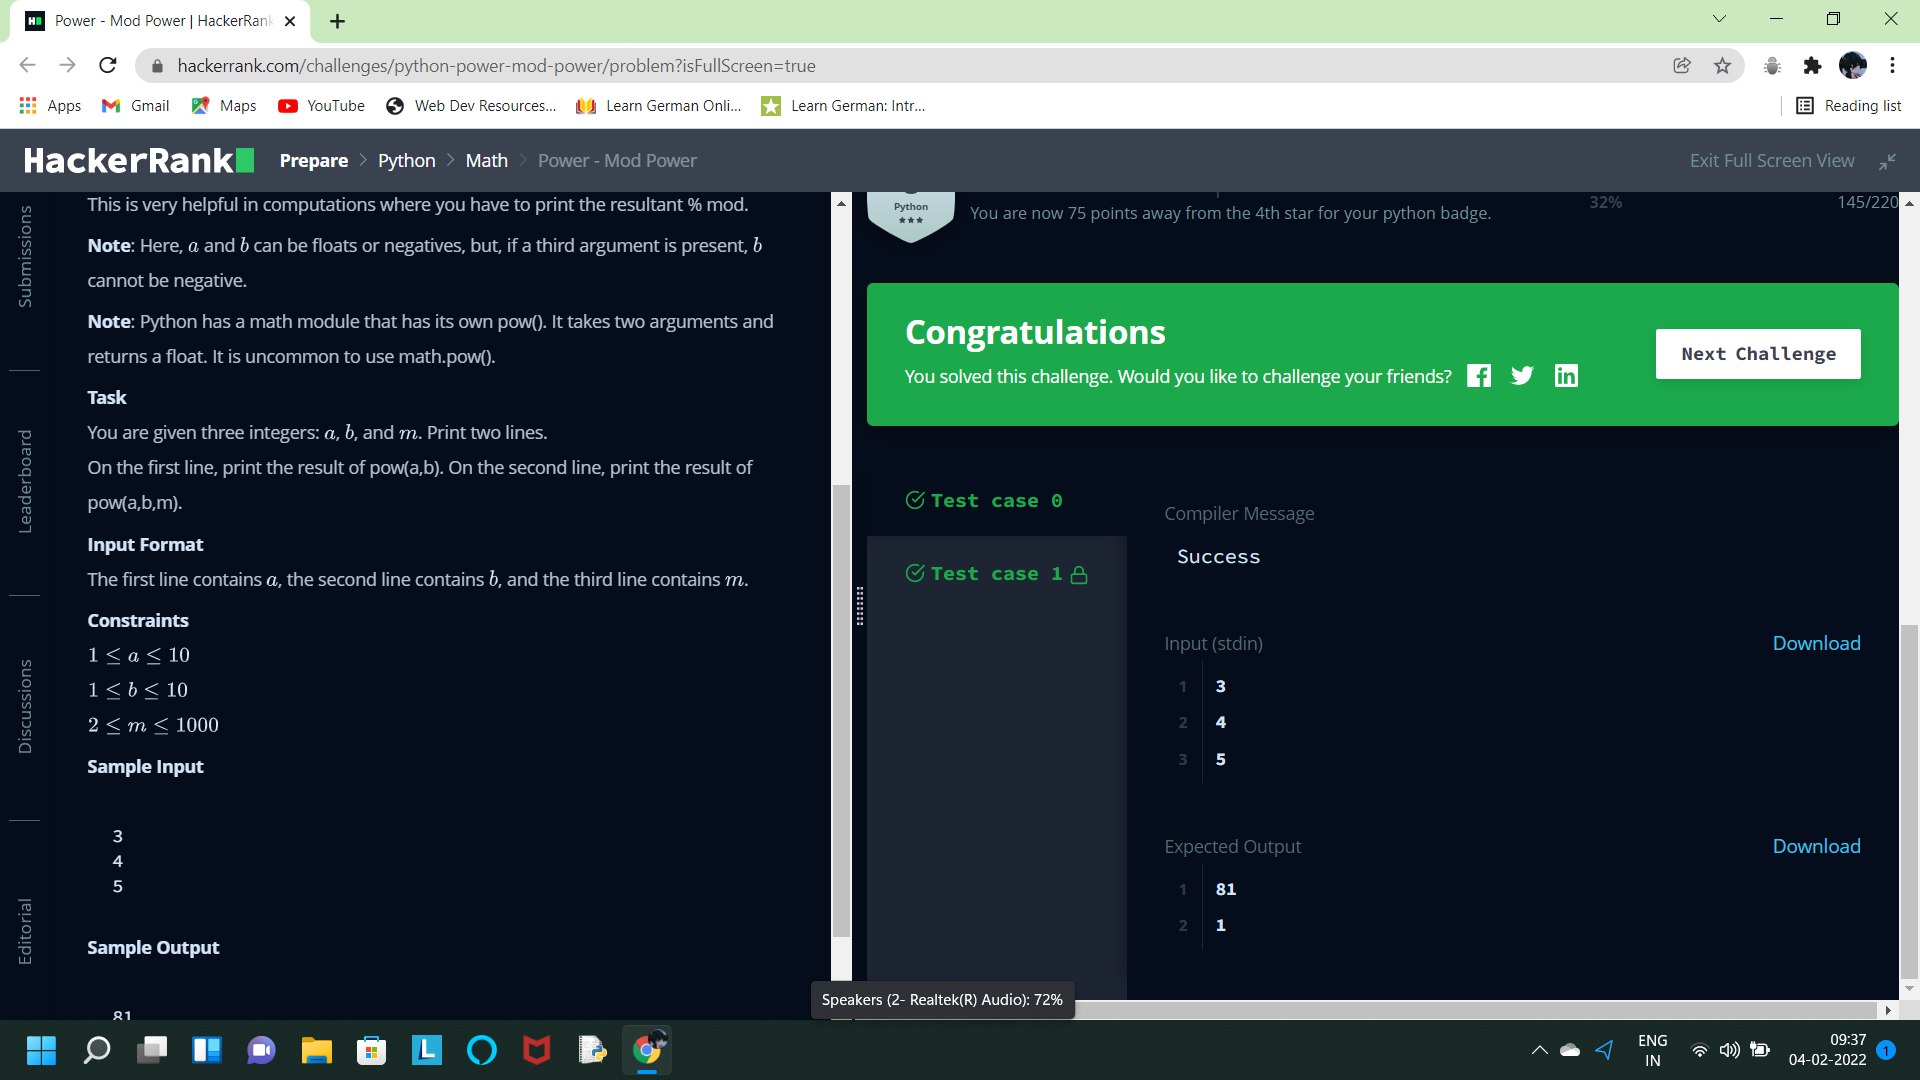 Power - Mod Power | HackerRank
hackerrank.com/challenges/python-power-mod-power/problem?isFullScreen=true
Apps Gmail Maps YouTube Web Dev Resources... Learn German Onli... Learn German: Intr... Reading list
HackerRank Prepare > Python > Math > Power - Mod Power Exit Full Screen View
Submissions
Leaderboard
Discussions
Editorial
This is very helpful in computations where you have to print the resultant % mod.
Note: Here, a and b can be floats or negatives, but, if a third argument is present, b
cannot be negative.
Note: Python has a math module that has its own pow(). It takes two arguments and
returns a float. It is uncommon to use math.pow().
Task
You are given three integers: a, b, and m. Print two lines.
On the first line, print the result of pow(a,b). On the second line, print the result of
pow(a,b,m).
Input Format
The first line contains a, the second line contains b, and the third line contains m.
Constraints
1 ≤ a ≤ 10
1 ≤ b ≤ 10
2 ≤ m ≤ 1000
Sample Input
3
4
5
Sample Output
81
Python
You are now 75 points away from the 4th star for your python badge.
32% 145/220
Congratulations
You solved this challenge. Would you like to challenge your friends?
Next Challenge
Test case 0
Test case 1
Compiler Message
Success
Input (stdin) Download
1 3
2 4
3 5
Expected Output Download
1 81
2 1
Speakers (2- Realtek(R) Audio): 72%
ENG
IN
09:37
04-02-2022
1